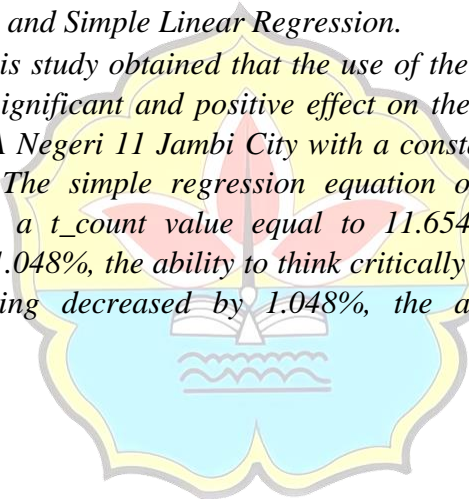 and Simple Linear Regression.
is study obtained that the use of the
ignificant and positive effect on the
A Negeri 11 Jambi City with a consta
The simple regression equation o
a t_count value equal to 11.654
1.048%, the ability to think critically
ing decreased by 1.048%, the a